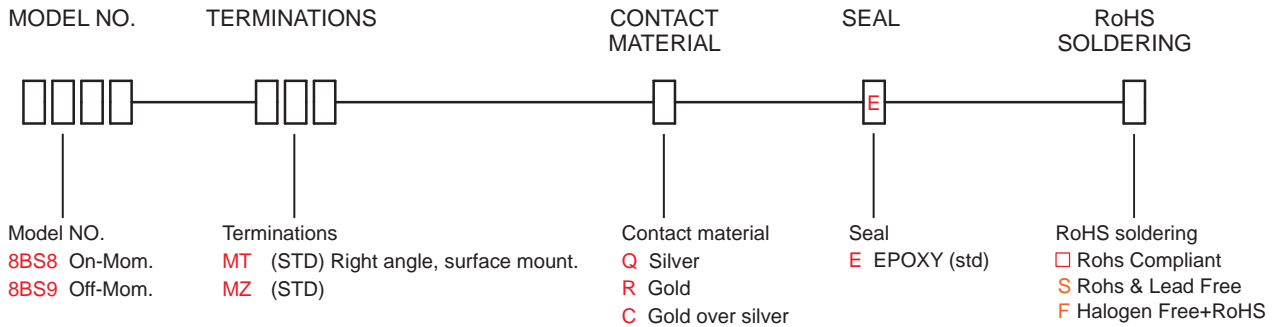 MODEL NO. TERMINATIONS CONTACT MATERIAL SEAL RoHS SOLDERING
E
Model NO.
8BS8 On-Mom.
8BS9 Off-Mom.
Terminations
MT (STD) Right angle, surface mount.
MZ (STD)
Contact material
Q Silver
R Gold
C Gold over silver
Seal
E EPOXY (std)
RoHS soldering
□ Rohs Compliant
S Rohs & Lead Free
F Halogen Free+RoHS